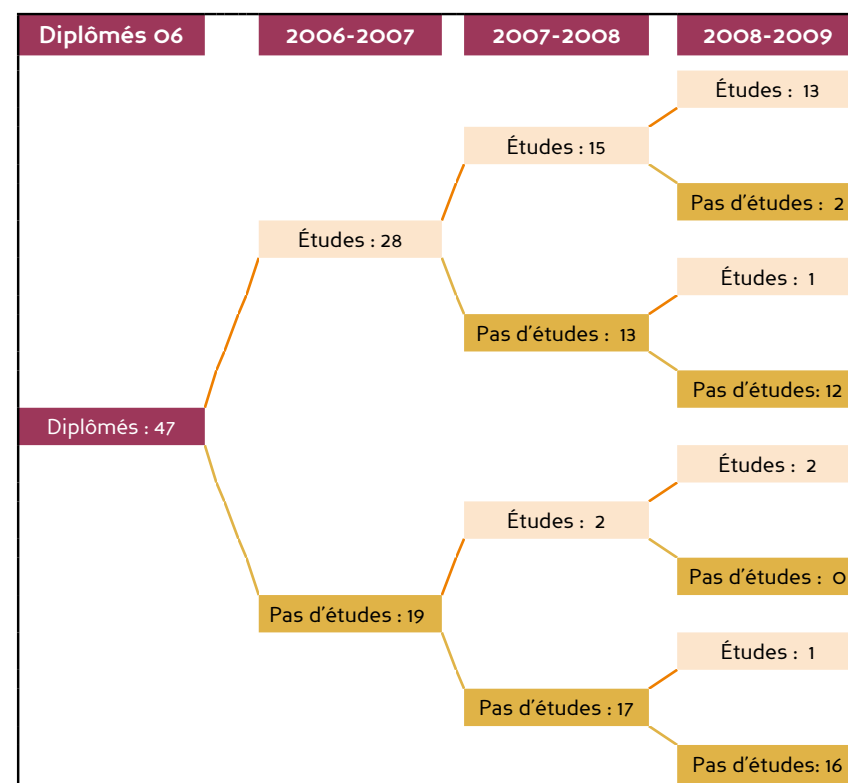 Diplômés 06 2006-2007 2007-2008 2008-2009
Études : 13
Études : 15
Pas d'études : 2
Études : 28
Études : 1
Pas d'études : 13
Pas d'études: 12
Diplômés : 47
Études : 2
Études : 2
Pas d'études : 0
Pas d'études : 19
Études : 1
Pas d'études : 17
Pas d'études: 16